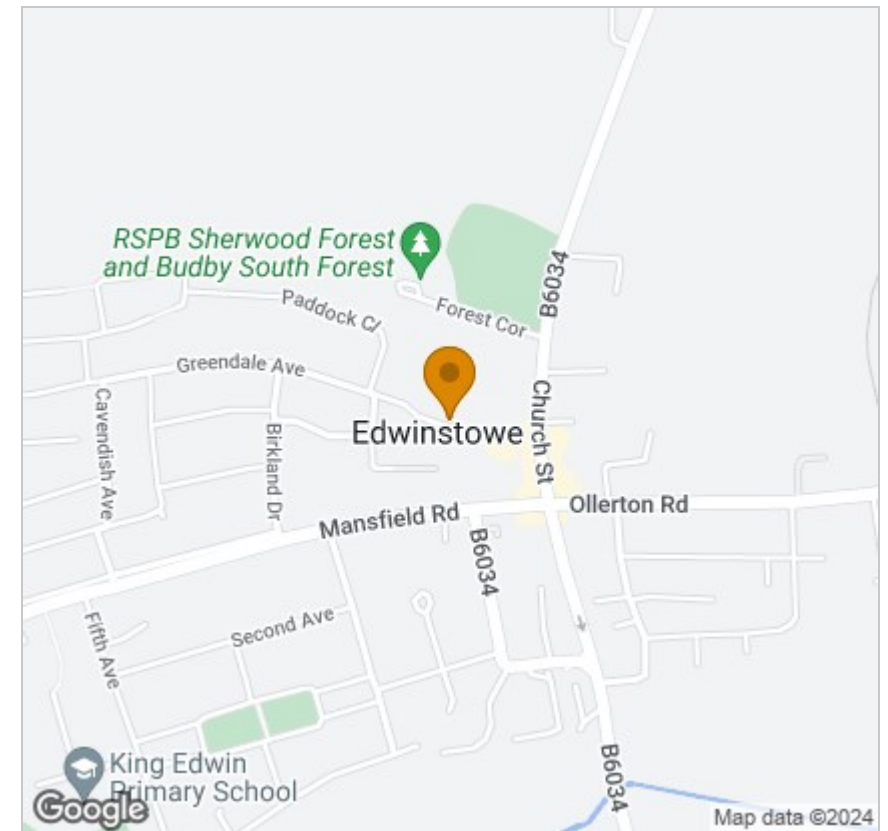 RSPB Sherwood Forest
and Budby South Forest
B6034
Paddock Cl
Forest Cor
Greendale Ave
Cavendish Ave
Birkland Dr
Church St
Edwinstowe
Mansfield Rd
Ollerton Rd
B6034
Fifth Ave
Second Ave
King Edwin
Primary School
B6034
Google
Map data ©2024